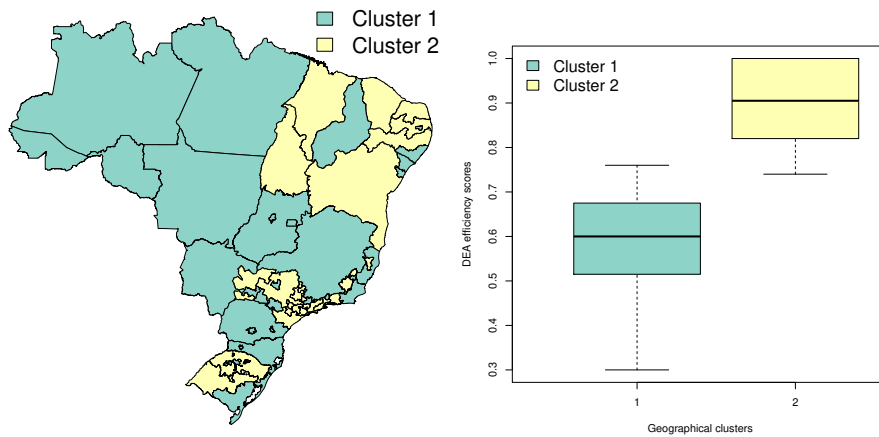 Cluster 1
Cluster 2
1.0
0.9
0.8
0.7
0.6
0.5
0.4
0.3
DEA efficiency scores
Cluster 1
Cluster 2
1 2
Geographical clusters